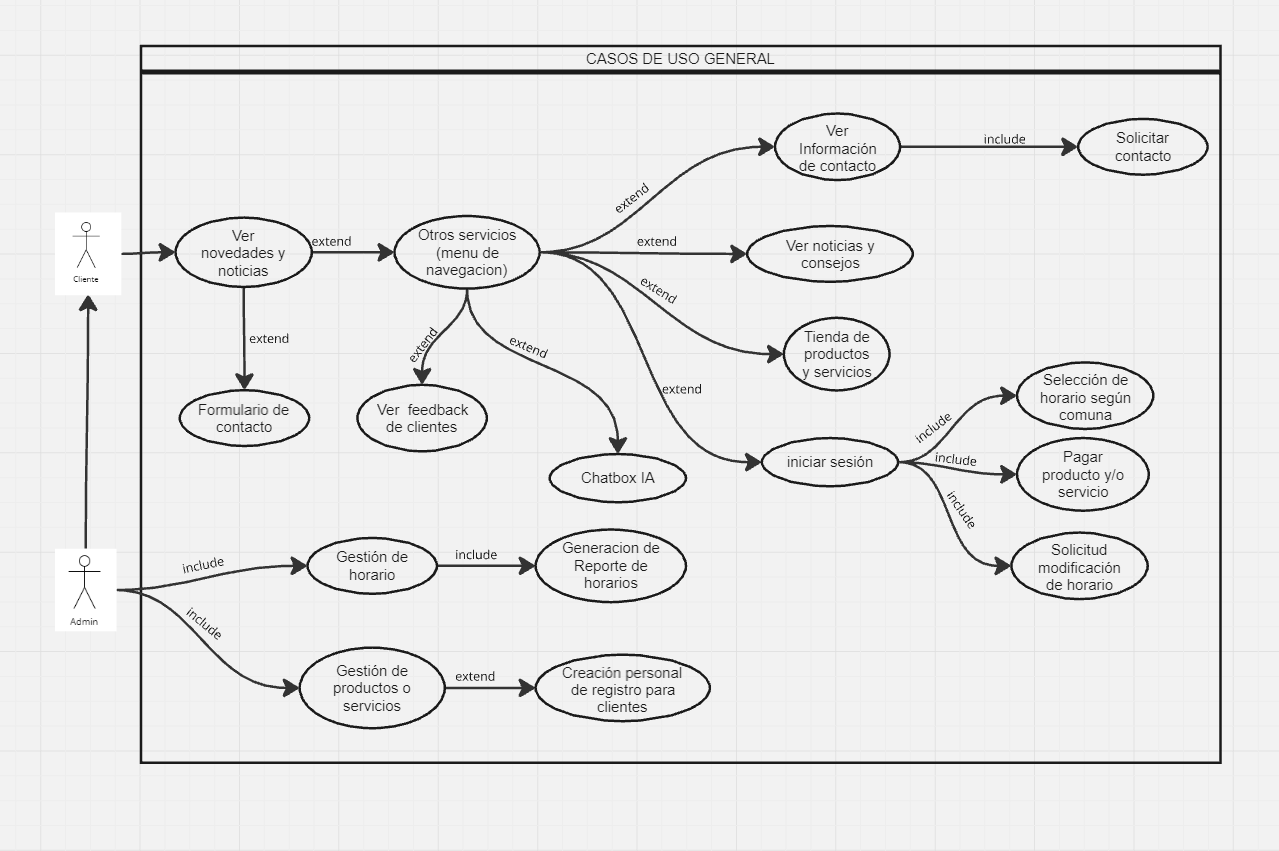 CASOS DE USO GENERAL
Ver
Información
de contacto
include
Solicitar
contacto
extend
Cliente
Ver
novedades y
noticias
extend
Otros servicios
(menu de
navegacion)
extend
Ver noticias y
consejos
extend
Tienda de
productos
y servicios
extend
Formulario de
contacto
extend
Ver feedback
de clientes
extend
Chatbox IA
extend
iniciar sesión
include
Selección de
horario según
comuna
include
Pagar
producto y/o
servicio
include
Solicitud
modificación
de horario
Admin
include
Gestión de
horario
include
Generacion de
Reporte de
horarios
include
Gestión de
productos o
servicios
extend
Creación personal
de registro para
clientes